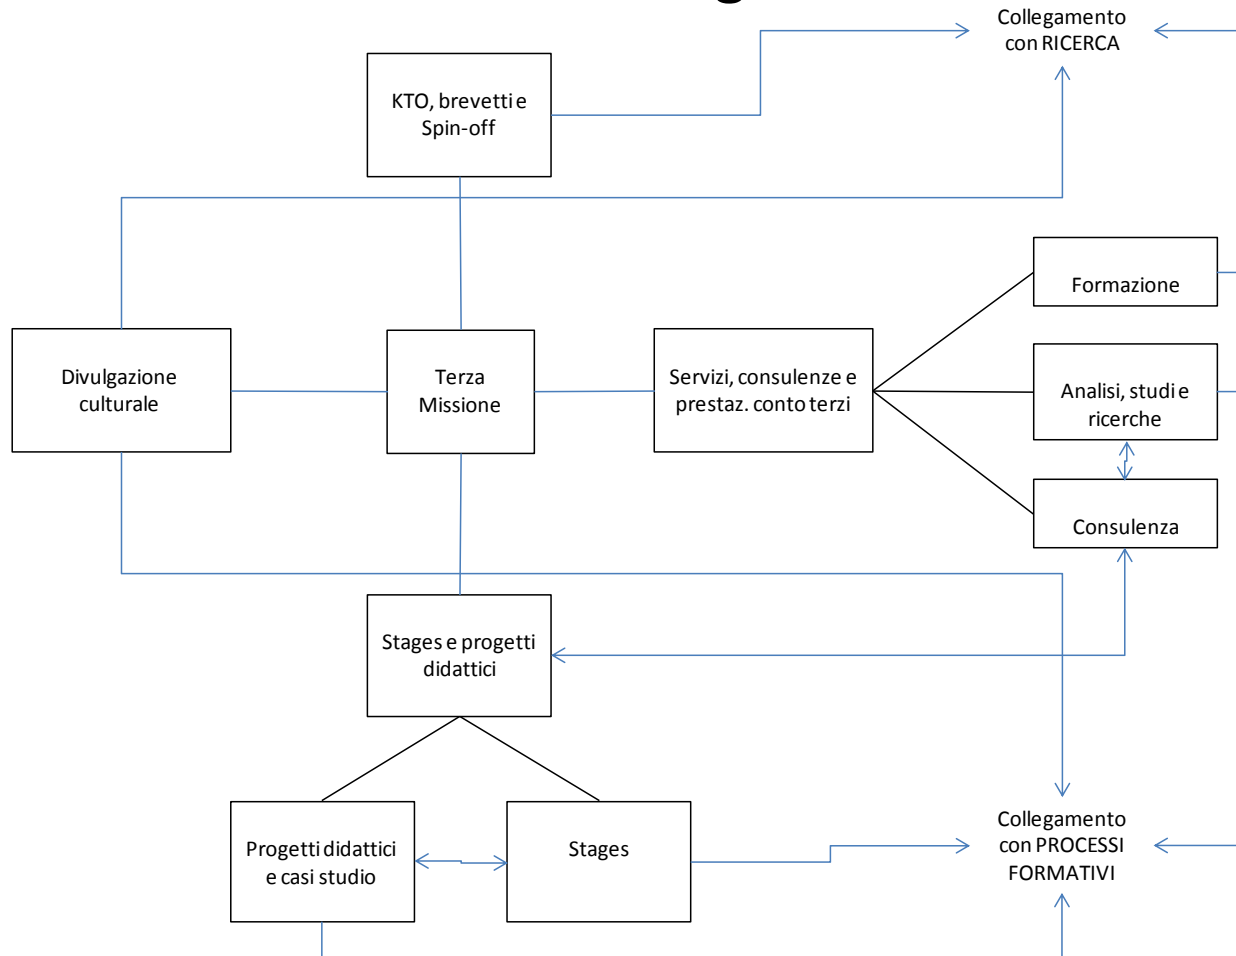 Collegamento
con RICERCA
KTO, brevetti e
Spin-off
Formazione
Divulgazione
culturale
Terza
Missione
Servizi, consulenze e
prestaz. conto terzi
Analisi, studi e
ricerche
Consulenza
Stages e progetti
didattici
Progetti didattici
e casi studio
Stages
Collegamento
con PROCESSI
FORMATIVI